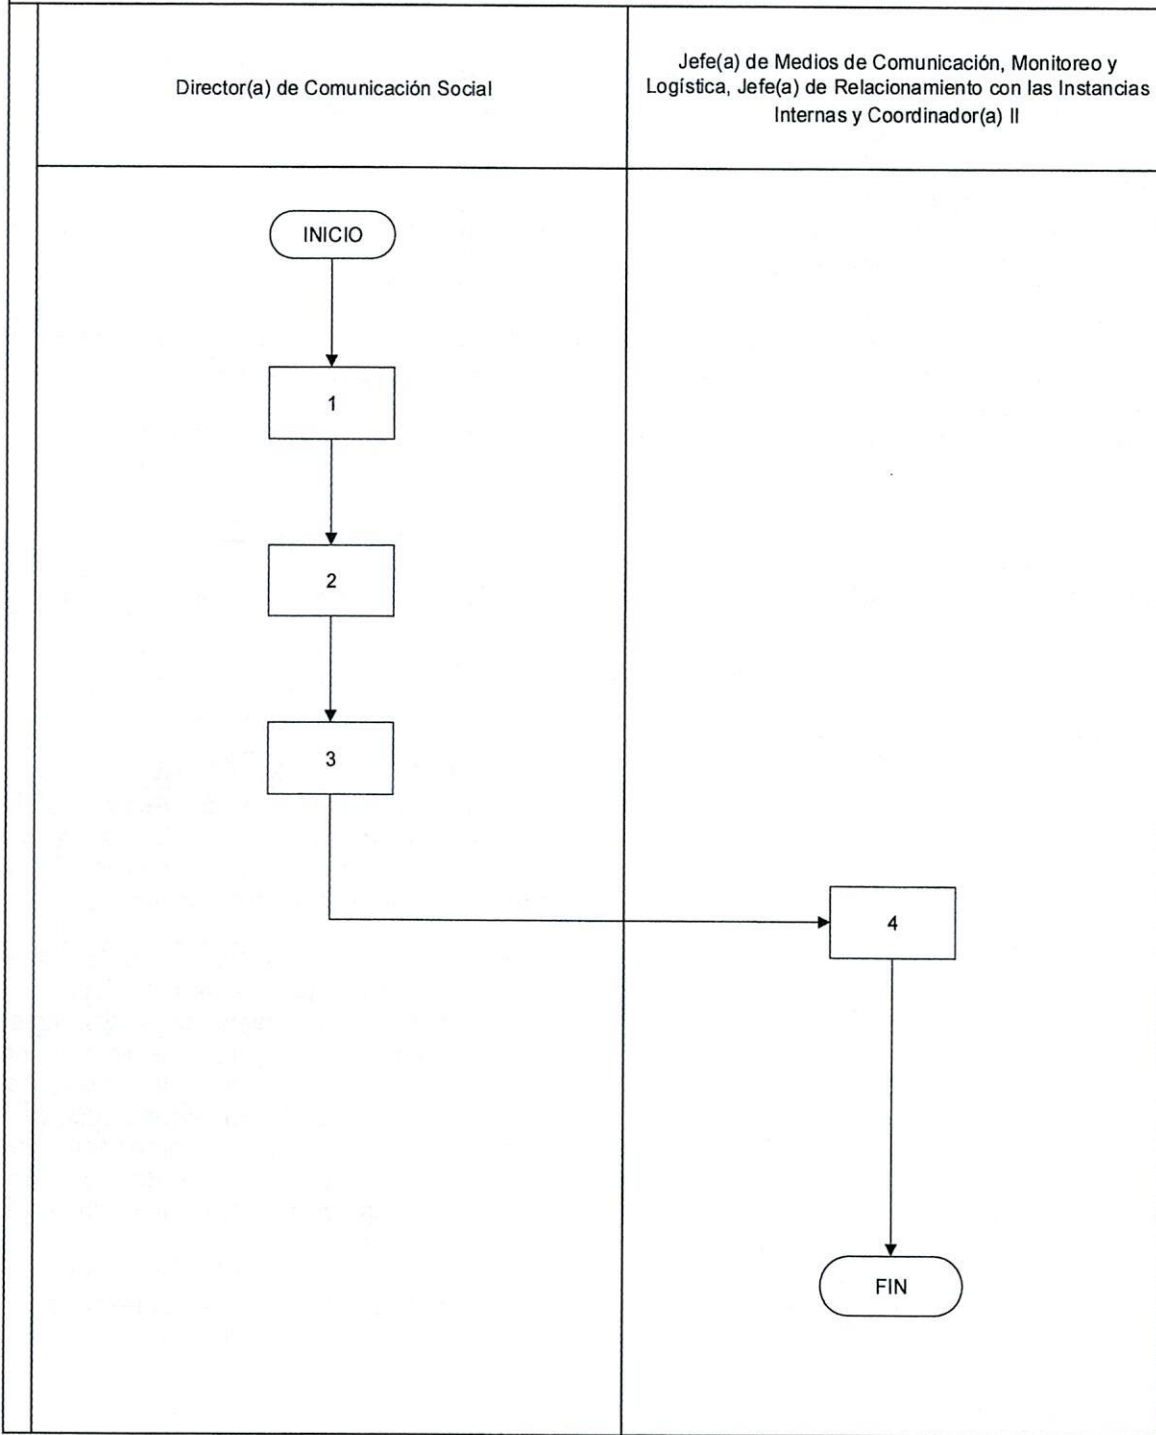 Director(a) de Comunicación Social
Jefe(a) de Medios de Comunicación, Monitoreo y
Logística, Jefe(a) de Relacionamiento con las Instancias
Internas y Coordinador(a) II
INICIO
1
2
3
4
FIN